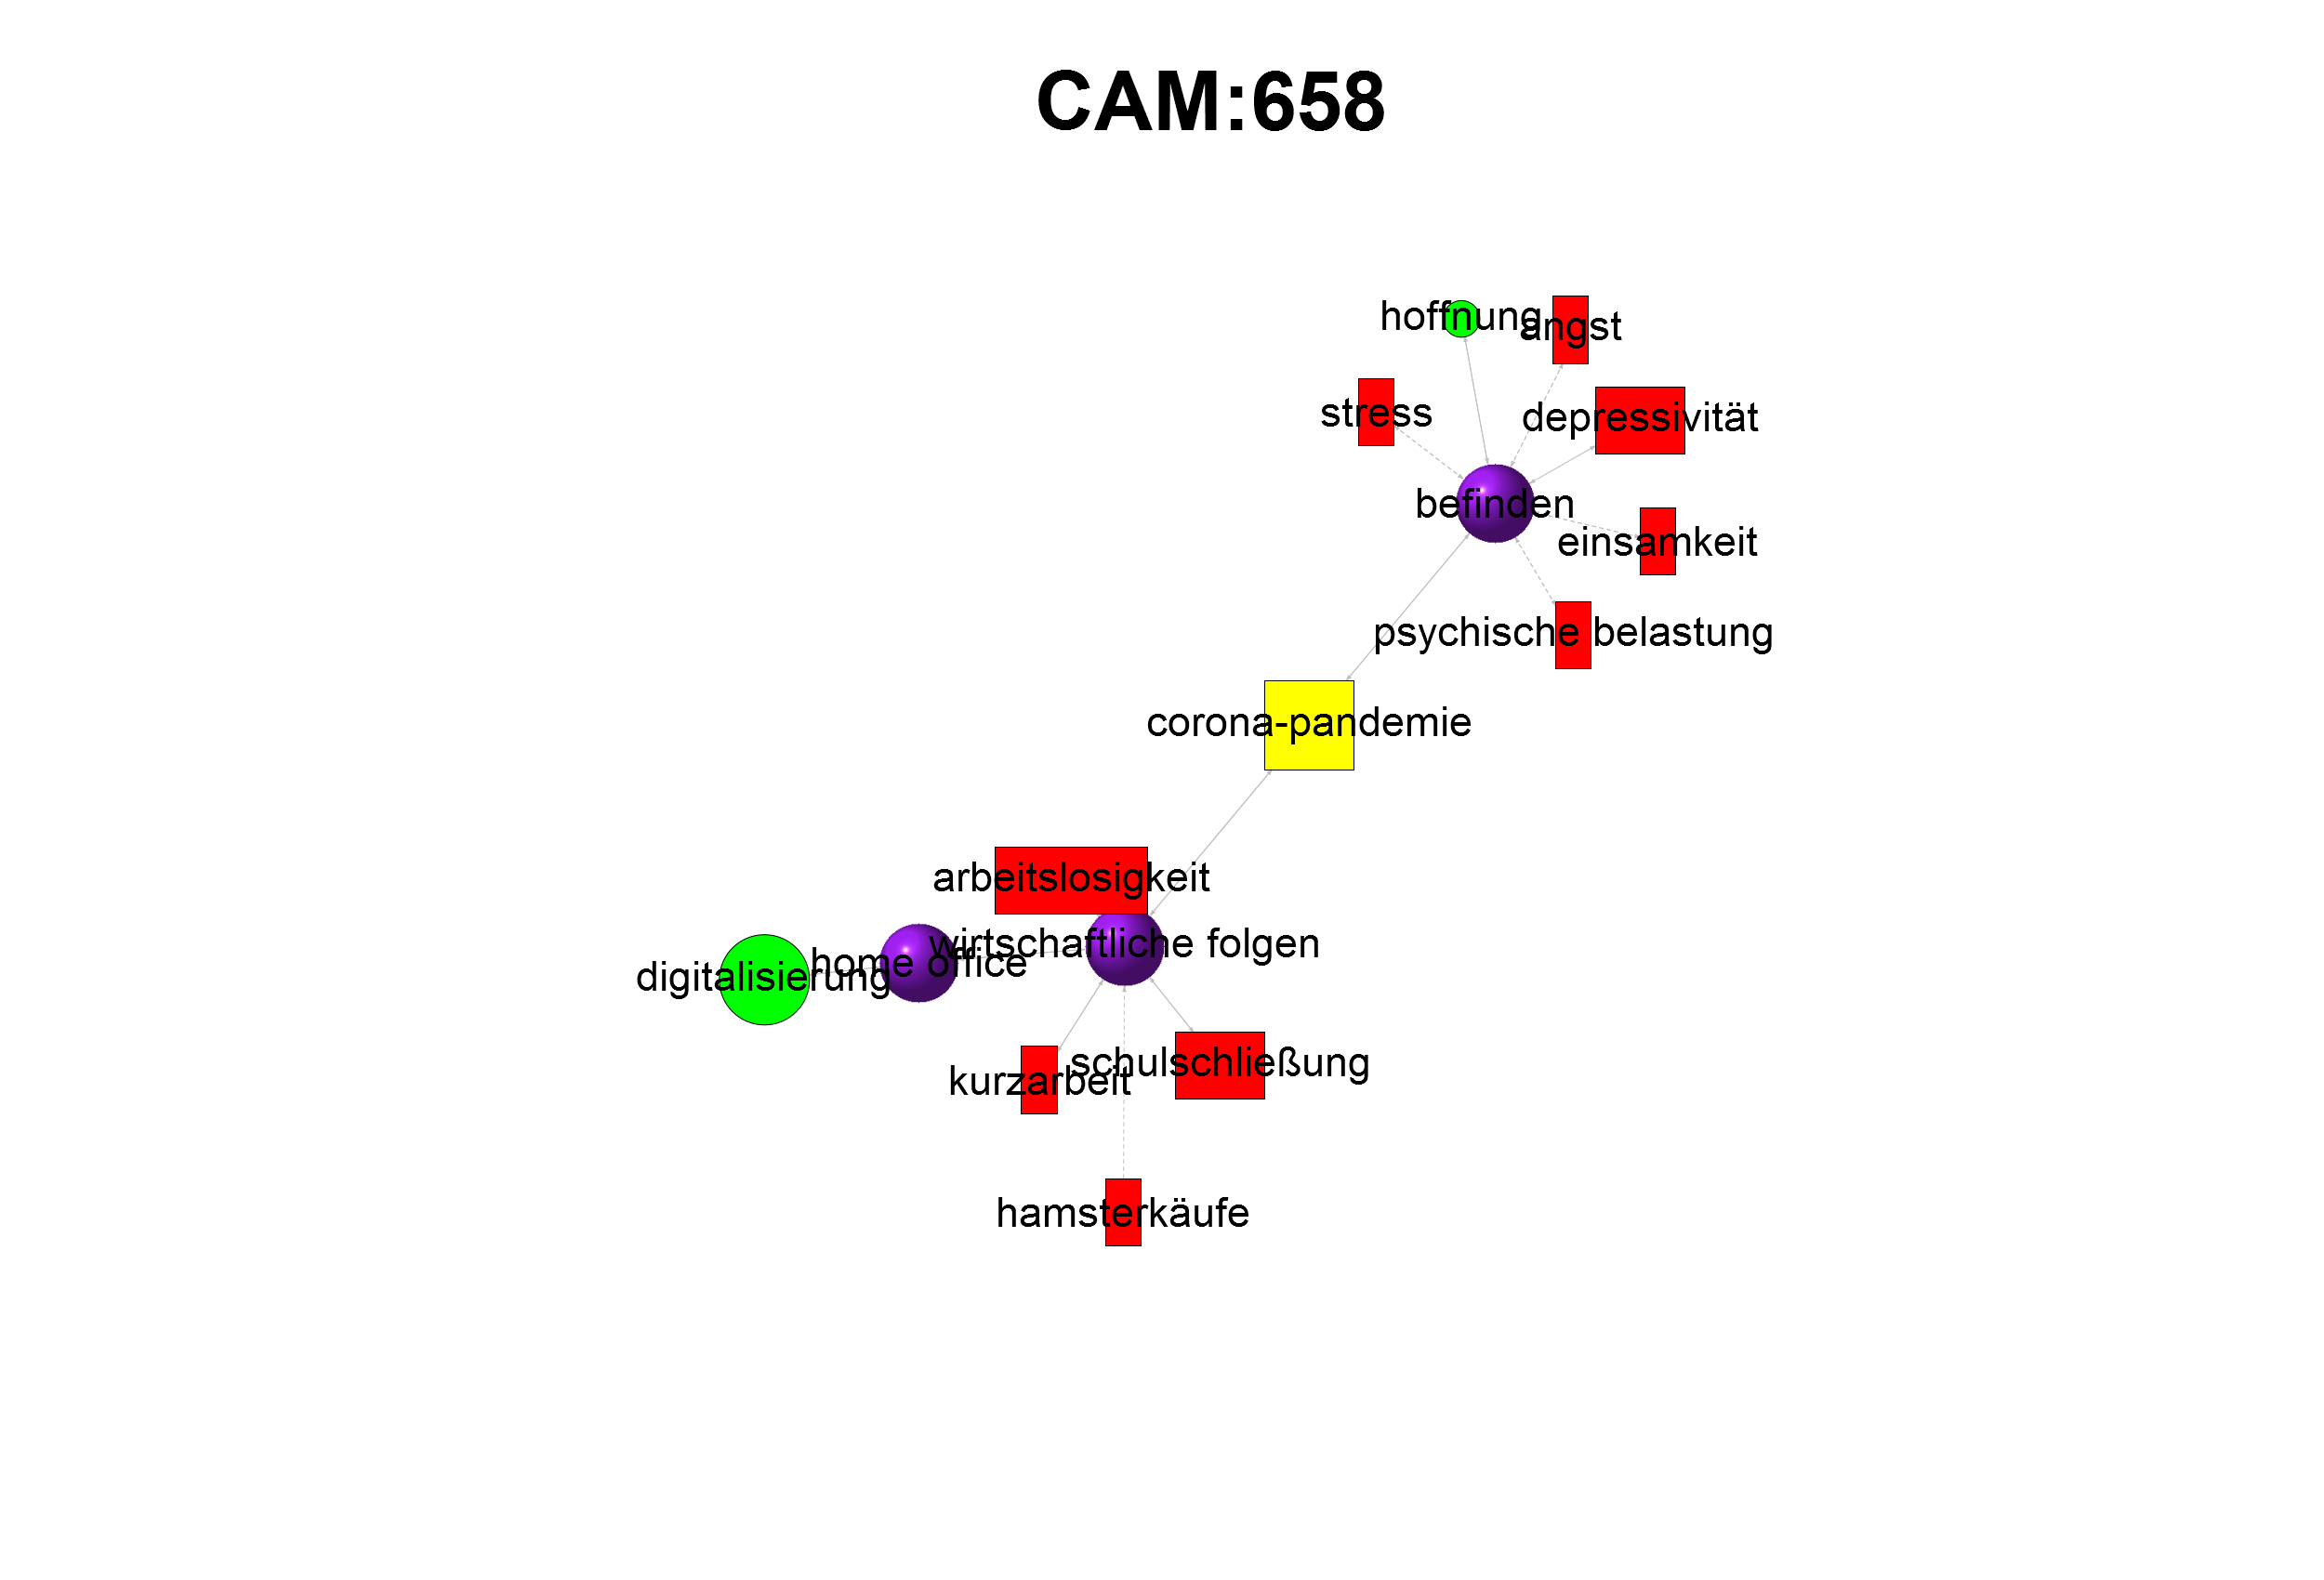 CAM:658
hoffnung
angst
stress
depressivität
befinden
einsamkeit
psychische belastung
corona-pandemie
arbeitslosigkeit
wirtschaftliche folgen
home office
digitalisierung
schulschließung
kurzarbeit
hamsterkäufe